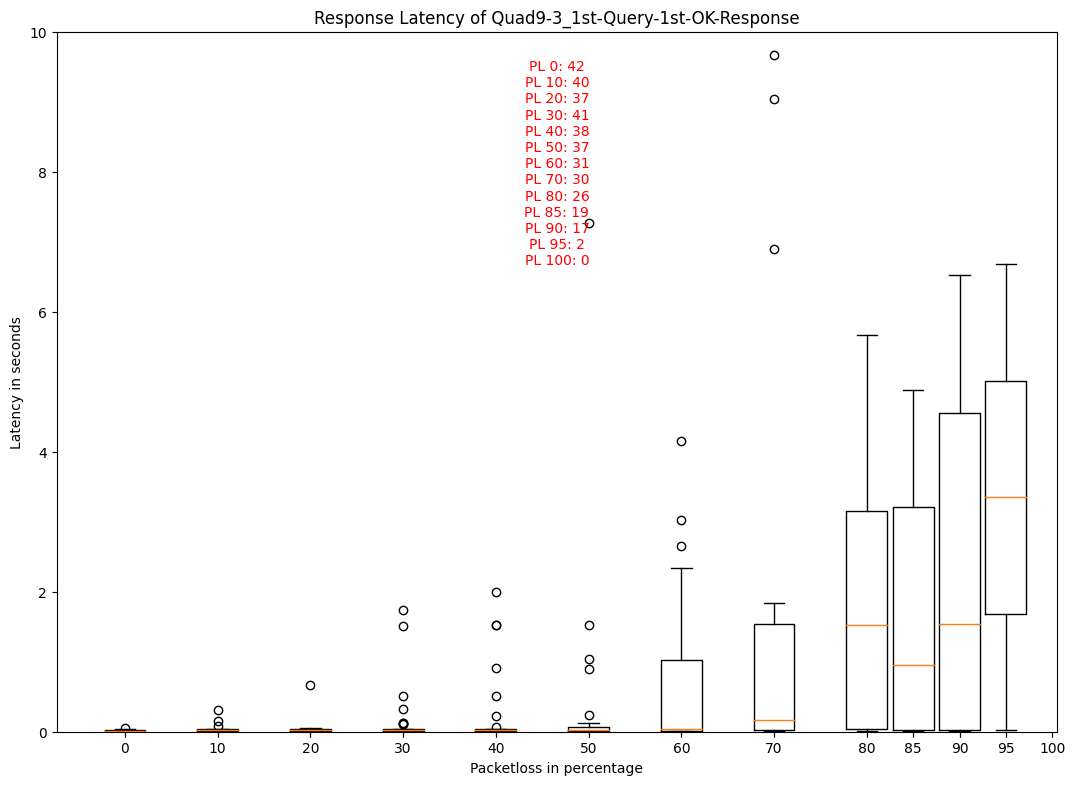 Response Latency of Quad9-3_1st-Query-1st-OK-Response
10
8
6
4
2
0
Latency in seconds
PL 0: 42
PL 10: 40
PL 20: 37
PL 30: 41
PL 40: 38
PL 50: 37
PL 60: 31
PL 70: 30
PL 80: 26
PL 85: 19
PL 90: 17
PL 95: 2
PL 100: 0
0 10 20 30 40 50 60 70 80 85 90 95 100
Packetloss in percentage